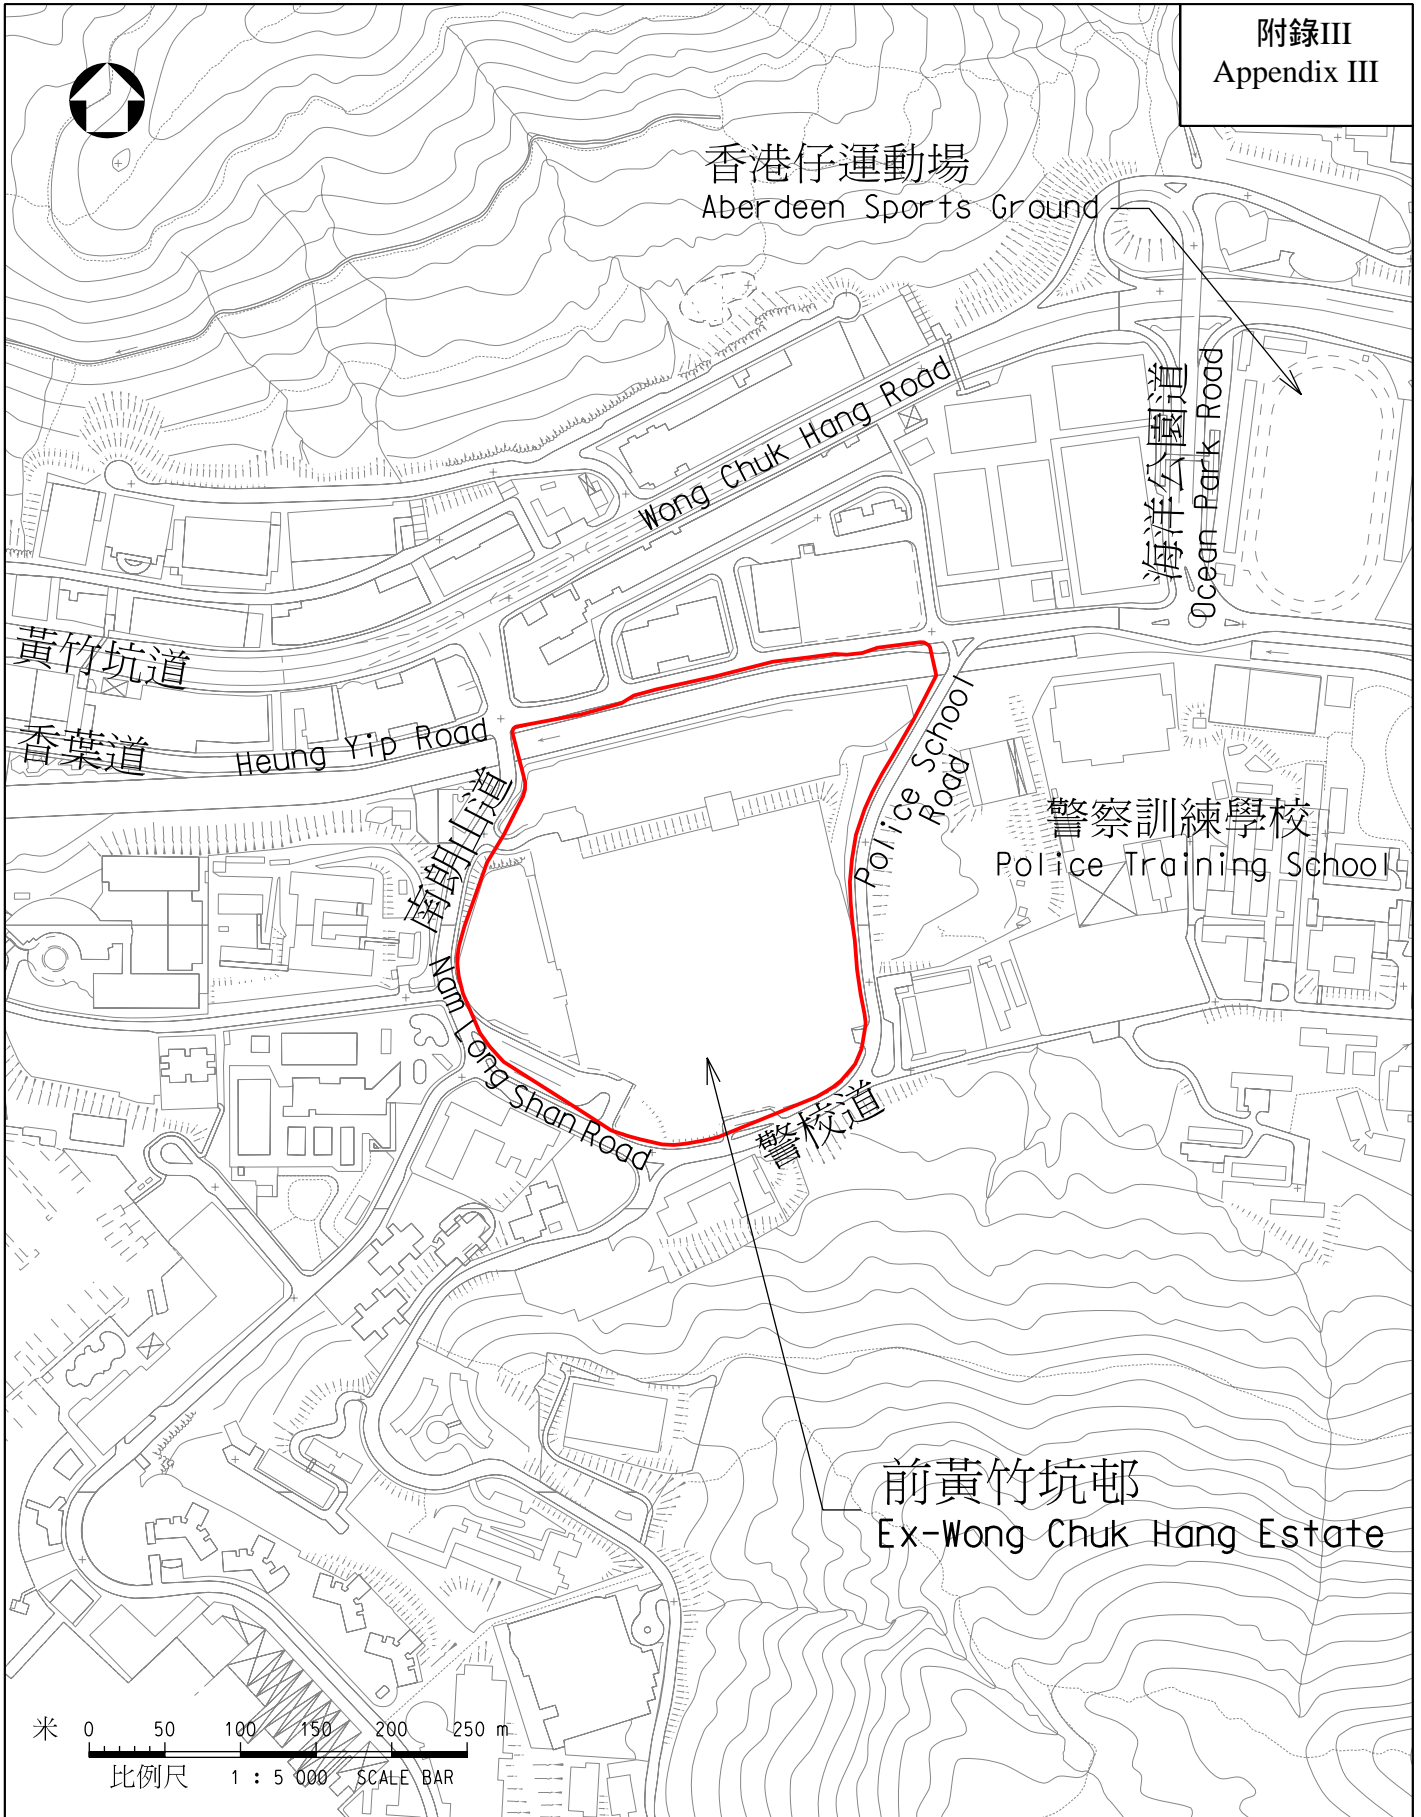 附錄III
Appendix III
香港仔運動場
Aberdeen Sports Ground
Wong Chuk Hang Road
海洋公園道
Ocean Park Road
黃竹坑道
香葉道
Heung Yip Road
南朗山道
Nam Long Shan Road
Police School
Road
警察訓練學校
Police Training School
警校道
前黃竹坑邨
Ex-Wong Chuk Hang Estate
米 0 50 100 150 200 250 m
比例尺 1 : 5 000 SCALE BAR